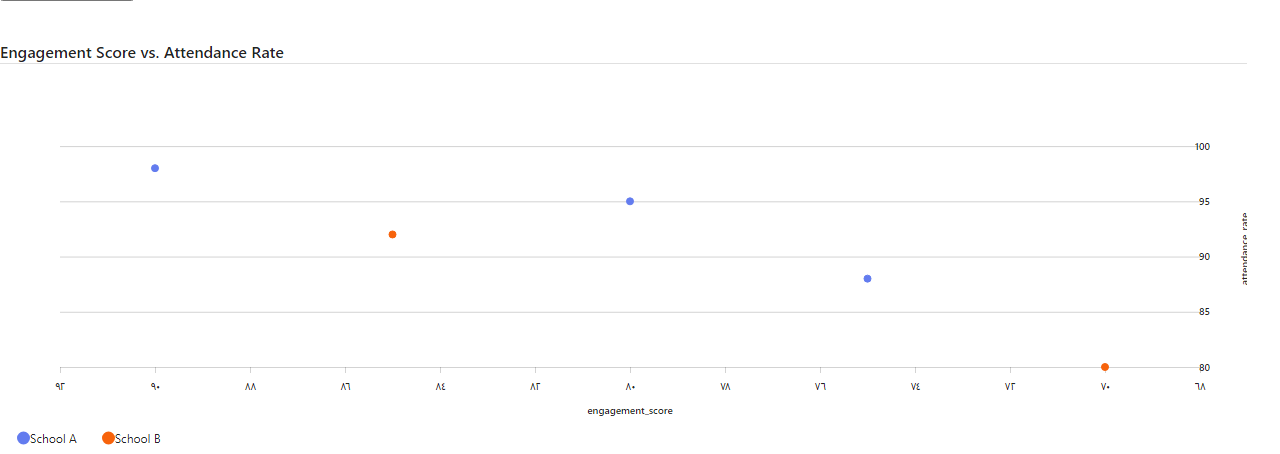 Engagement Score vs. Attendance Rate
100
95
90
85
80
attendance_rate
٩٢ ٩٠ ٨٨ ٨٦ ٨٤ ٨٢ ٨٠ ٧٨ ٧٦ ٧٤ ٧٢ ٧٠ ٦٨
engagement_score
School A School B